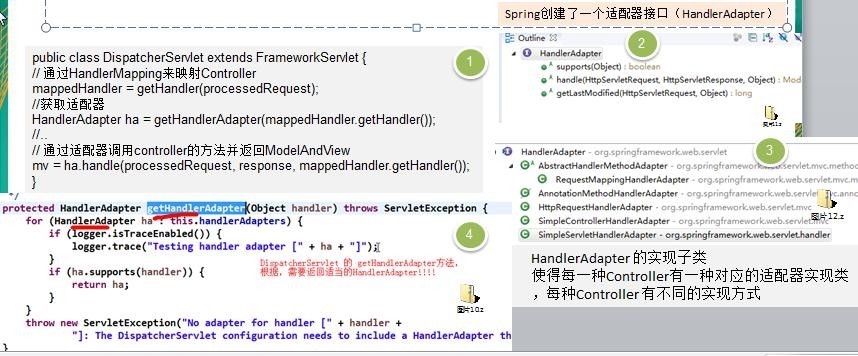 Spring创建了一个适配器接口（HandlerAdapter）
1
public class DispatcherServlet extends FrameworkServlet {
// 通过HandlerMapping来映射Controller
mappedHandler = getHandler(processedRequest);
//获取适配器
HandlerAdapter ha = getHandlerAdapter(mappedHandler.getHandler());
//..
// 通过适配器调用controller的方法并返回ModelAndView
mv = ha.handle(processedRequest, response, mappedHandler.getHandler());
}
Outline
2
HandlerAdapter
supports(Object) : boolean
handle(HttpServletRequest, HttpServletResponse, Object) : Mod
getLastModified(HttpServletRequest, Object) : long
3
HandlerAdapter - org.springframework.web.servlet
AbstractHandlerMethodAdapter - org.springframework.web.servlet.mvc.method
RequestMappingHandlerAdapter - org.springframework.web.servlet.mvc
AnnotationMethodHandlerAdapter - org.springframework.web.servlet
HttpRequestHandlerAdapter - org.springframework.web.servlet.mvc
SimpleControllerHandlerAdapter - org.springframework.web.servlet
SimpleServletHandlerAdapter - org.springframework.web.servlet.handler
图片12.z
HandlerAdapter 的实现子类
使得每一种Controller有一种对应的适配器实现类
，每种Controller 有不同的实现方式
*/
protected HandlerAdapter getHandlerAdapter(Object handler) throws ServletException {
for (HandlerAdapter ha : this.handlerAdapters) {
if (logger.isTraceEnabled()) {
logger.trace("Testing handler adapter [" + ha + "]");
}
if (ha.supports(handler)) {
return ha;
}
}
throw new ServletException("No adapter for handler [" + handler +
"]: The DispatcherServlet configuration needs to include a HandlerAdapter th
}
4
DispatcherServlet 的 getHandlerAdapter方法,
根据, 需要返回适当的HandlerAdapter!!!!
图片10.z